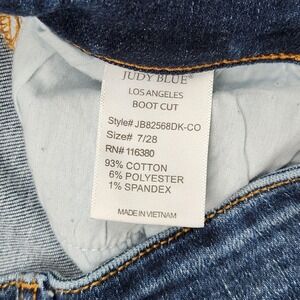 JUDY BLUE®
LOS ANGELES
BOOT CUT
Style# JB82568DK-CO
Size# 7/28
RN# 116380
93% COTTON
6% POLYESTER
1% SPANDEX
MADE IN VIETNAM